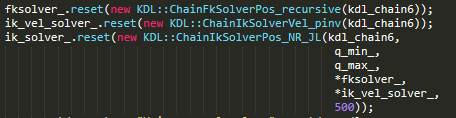 fksolver_.reset(new KDL::ChainFkSolverPos_recursive(kdl_chain6));
ik_vel_solver_.reset(new KDL::ChainIkSolverVel_pinv(kdl_chain6));
ik_solver_.reset(new KDL::ChainIkSolverPos_NR_JL(kdl_chain6,
q_min_,
q_max_,
*fksolver_,
*ik_vel_solver_,
500));